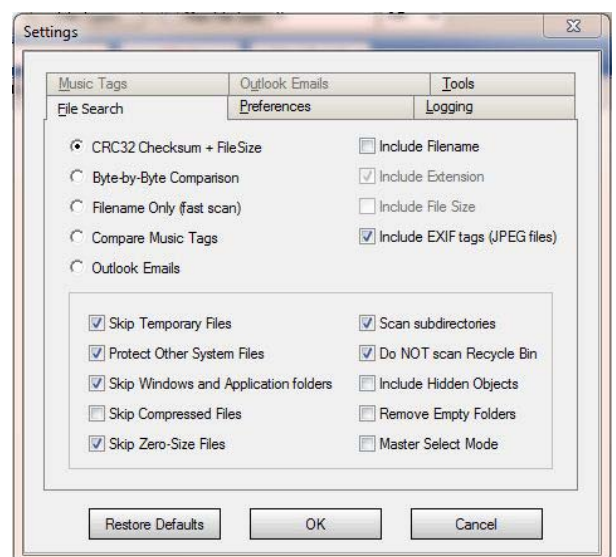 Settings
Music Tags
Outlook Emails
Tools
File Search
Preferences
Logging
CRC32 Checksum + FileSize
Include Filename
Byte-by-Byte Comparison
Include Extension
Filename Only (fast scan)
Include File Size
Compare Music Tags
Include EXIF tags (JPEG files)
Outlook Emails
Skip Temporary Files
Scan subdirectories
Protect Other System Files
Do NOT scan Recycle Bin
Skip Windows and Application folders
Include Hidden Objects
Skip Compressed Files
Remove Empty Folders
Skip Zero-Size Files
Master Select Mode
Restore Defaults
OK
Cancel